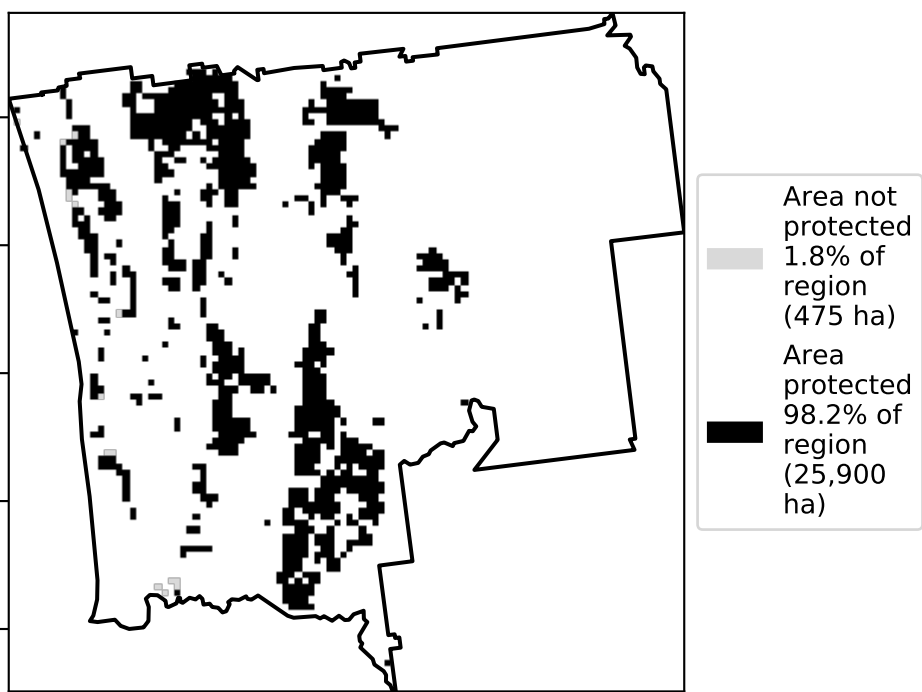 Area not
protected
1.8% of
region
(475 ha)
Area
protected
98.2% of
region
(25,900
ha)